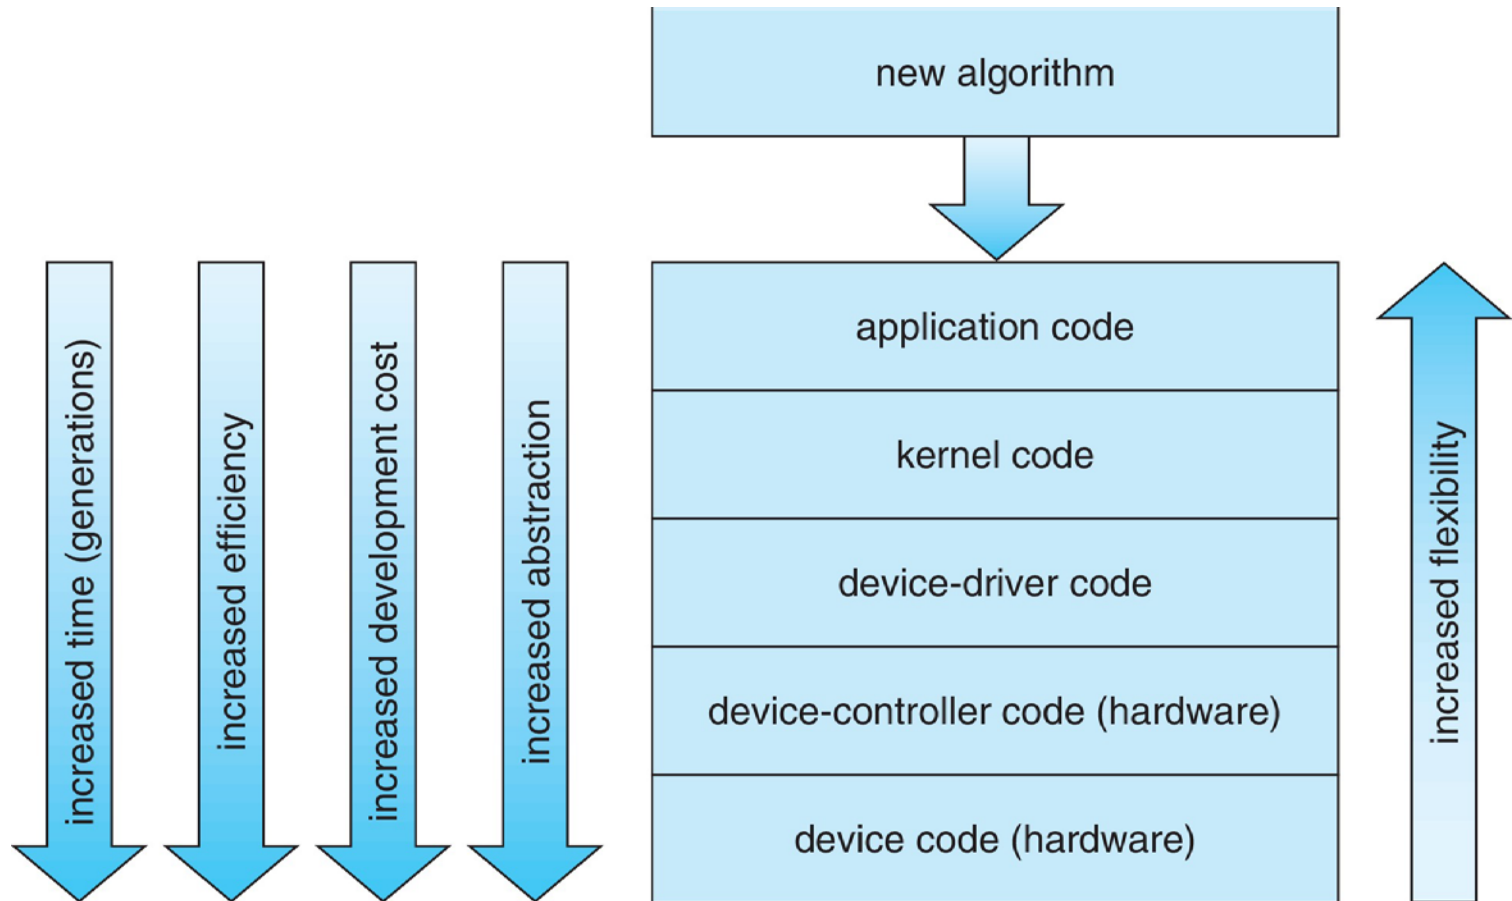 new algorithm
increased time (generations)
increased efficiency
increased development cost
increased abstraction
application code
kernel code
device-driver code
device-controller code (hardware)
device code (hardware)
increased flexibility